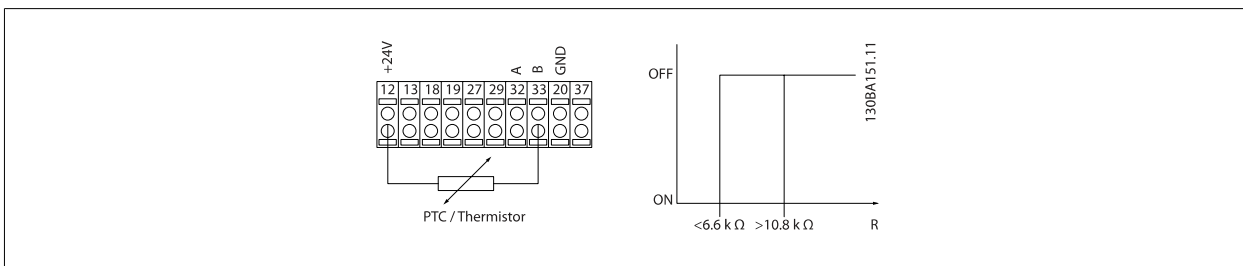 +24V
A
B
GND
12 13 18 19 27 29 32 33 20 37
PTC / Thermistor
OFF
ON
<6.6 k Ω >10.8 k Ω R
130BA151.11